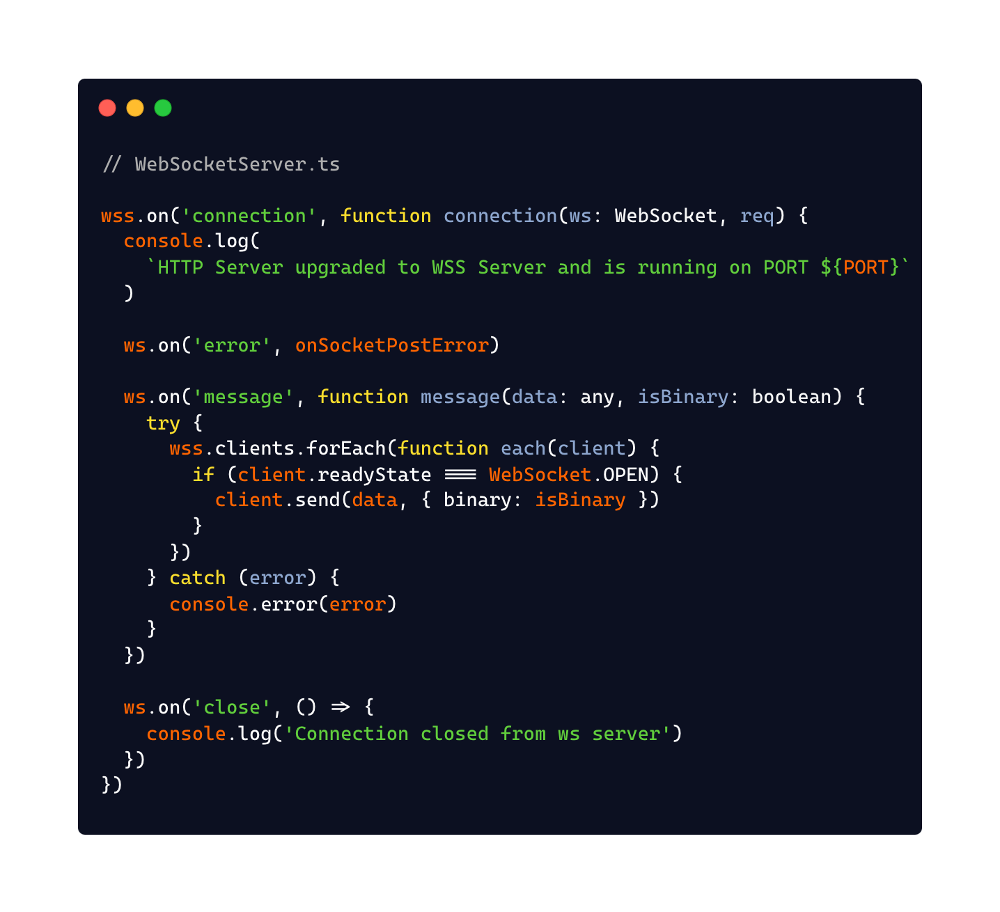 // WebSocketServer.ts
wss.on('connection', function connection(ws: WebSocket, req) {
console.log(
`HTTP Server upgraded to WSS Server and is running on PORT ${PORT}`
)
ws.on('error', onSocketPostError)
ws.on('message', function message(data: any, isBinary: boolean) {
try {
wss.clients.forEach(function each(client) {
if (client.readyState === WebSocket.OPEN) {
client.send(data, { binary: isBinary })
}
})
} catch (error) {
console.error(error)
}
})
ws.on('close', () => {
console.log('Connection closed from ws server')
})
})